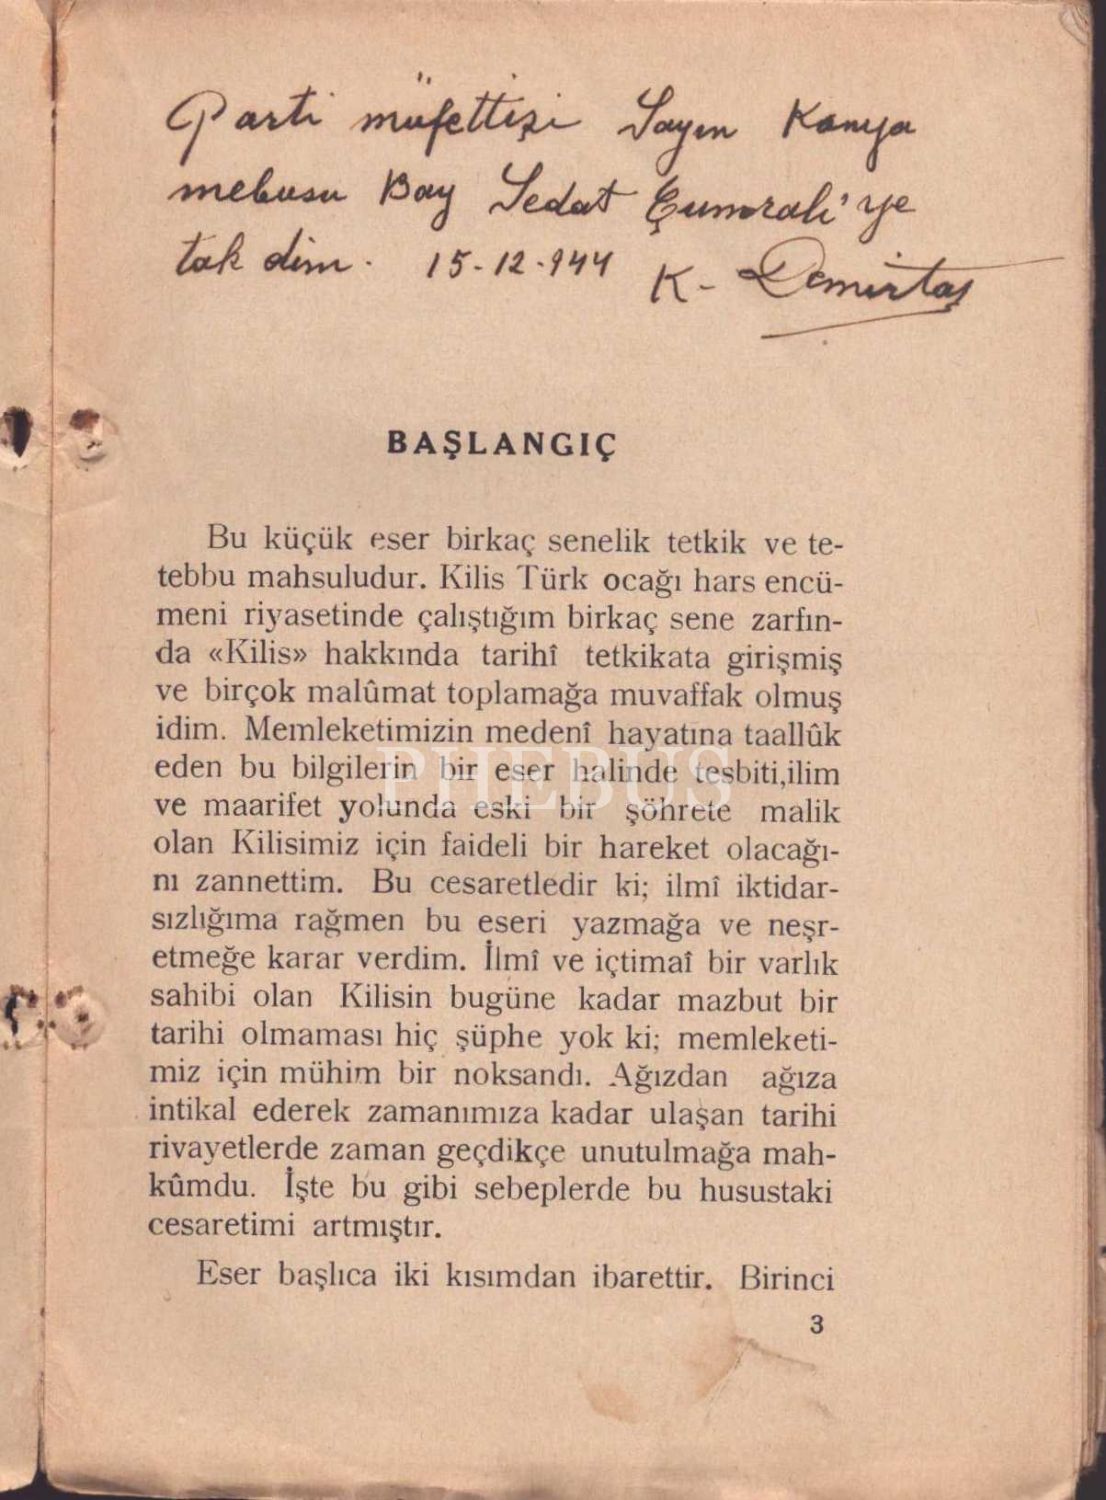 Parti müfettişi Sayın Konya
mebusu Bay Sedat Çumralı'ye
takdim. 15-12-944 K. Demirtaş
BAŞLANGIÇ
Bu küçük eser birkaç senelik tetkik ve te-
tebbu mahsuludur. Kilis Türk ocağı hars encü-
meni riyasetinde çalıştığım birkaç sene zarfın-
da «Kilis» hakkında tarihî tetkikata girişmiş
ve birçok malûmat toplamağa muvaffak olmuş
idim. Memleketimizin medenî hayatına taallûk
eden bu bilgilerin bir eser halinde tesbiti,ilim
ve maarifet yolunda eski bir şöhrete malik
olan Kilisimiz için faideli bir hareket olacağı-
nı zannettim. Bu cesaretledir ki; ilmî iktidar-
sızlığıma rağmen bu eseri yazmağa ve neşr-
etmeğe karar verdim. İlmî ve içtimaî bir varlık
sahibi olan Kilisin bugüne kadar mazbut bir
tarihi olmaması hiç şüphe yok ki; memleketi-
miz için mühim bir noksandı. Ağızdan ağıza
intikal ederek zamanımıza kadar ulaşan tarihi
rivayetlerde zaman geçdikçe unutulmağa mah-
kûmdu. İşte bu gibi sebeplerde bu husustaki
cesaretimi artmıştır.
Eser başlıca iki kısımdan ibarettir. Birinci
3
PHEBUS